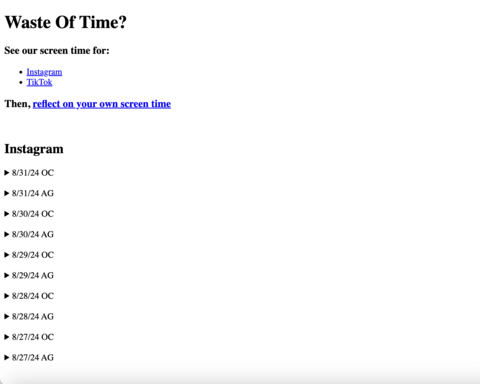 Waste Of Time?
See our screen time for:
Instagram
TikTok
Then, reflect on your own screen time
Instagram
8/31/24 OC
8/31/24 AG
8/30/24 OC
8/30/24 AG
8/29/24 OC
8/29/24 AG
8/28/24 OC
8/28/24 AG
8/27/24 OC
8/27/24 AG